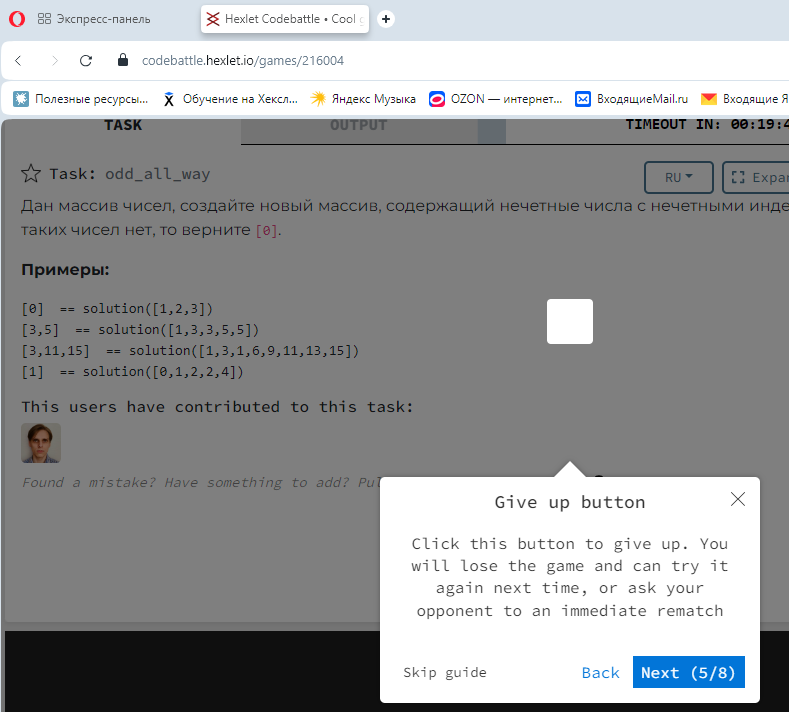 Экспресс-панель
Hexlet Codebattle • Cool
codebattle.hexlet.io/games/216004
Полезные ресурсы...
Обучение на Хексл...
Яндекс Музыка
OZON — интернет...
ВходящиеMail.ru
Входящие Я
TASK
OUTPUT
TIMEOUT IN: 00:19:4
Task: odd_all_way
RU
Expan
Дан массив чисел, создайте новый массив, содержащий нечетные числа с нечетными инде
таких чисел нет, то верните [0].
Примеры:
[0] == solution([1,2,3])
[3,5] == solution([1,3,3,5,5])
[3,11,15] == solution([1,3,1,6,9,11,13,15])
[1] == solution([0,1,2,2,4])
This users have contributed to this task:
Found a mistake? Have something to add? Pul
Give up button
Click this button to give up. You
will lose the game and can try it
again next time, or ask your
opponent to an immediate rematch
Skip guide
Back
Next (5/8)